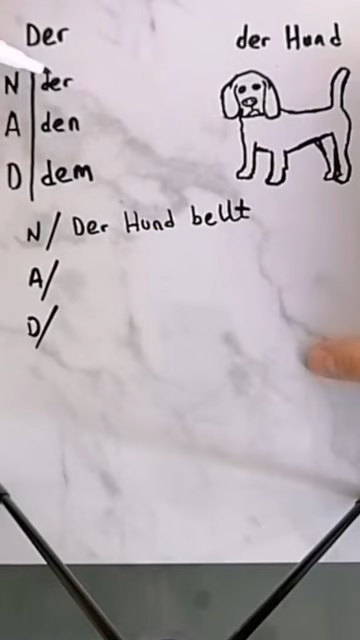 Der
der Hund
N der
A den
D dem
N/ Der Hund bellt
A/
D/